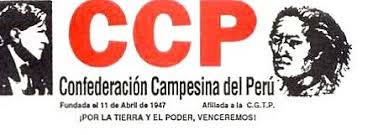 CCP
Confederación Campesina del Perú
Fundada el 11 de Abril de 1947 Afiliada a la C.G.T.P.
¡POR LA TIERRA Y EL PODER, VENCEREMOS!